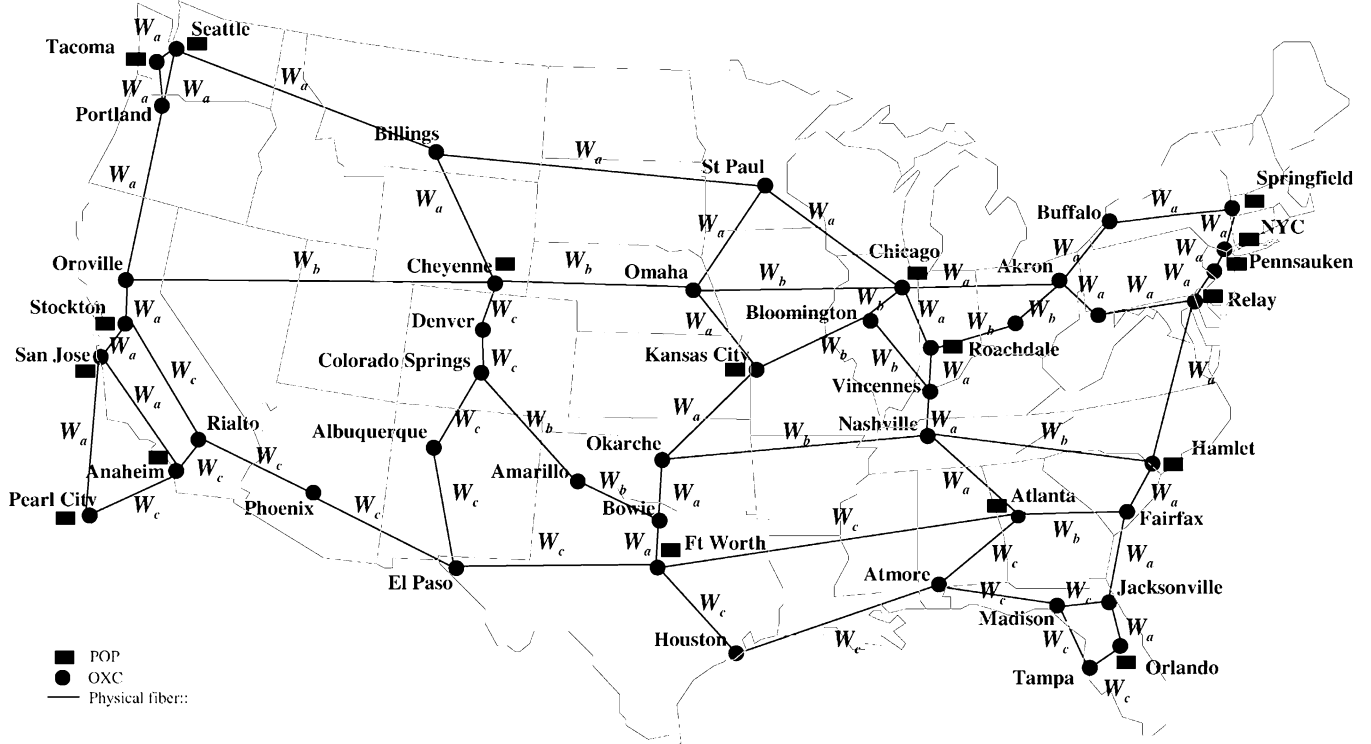 W_a
Seattle
Tacoma
W_a
W_a
W_a
Portland
Billings
W_a
St Paul
W_a
W_a
W_a
W_a
Springfield
Buffalo
W_a
W_a
NYC
W_a
W_a
Pennsauken
Oroville
W_b
Cheyenne
W_b
Omaha
W_b
Chicago
W_a
Akron
W_a
W_a
W_a
Relay
Stockton
W_a
Denver
W_c
W_a
Bloomington
W_b
W_a
W_b
W_b
Roachdale
San Jose
W_a
W_c
Colorado Springs
W_c
Kansas City
W_b
W_b
Vincennes
W_a
W_a
W_a
W_a
Rialto
W_c
Albuquerque
W_c
W_b
W_a
Okarche
W_b
Nashville
W_a
W_b
Hamlet
Anaheim
W_c
Amarillo
W_b
W_a
W_a
W_a
Pearl City
W_c
Phoenix
W_c
W_c
Bowie
W_c
Atlanta
W_b
Fairfax
El Paso
W_c
W_a
Ft Worth
W_c
W_a
Atmore
W_c
W_c
Jacksonville
Madison
W_c
Houston
W_c
W_c
W_a
Tampa
Orlando
W_c
POP
OXC
Physical fiber::